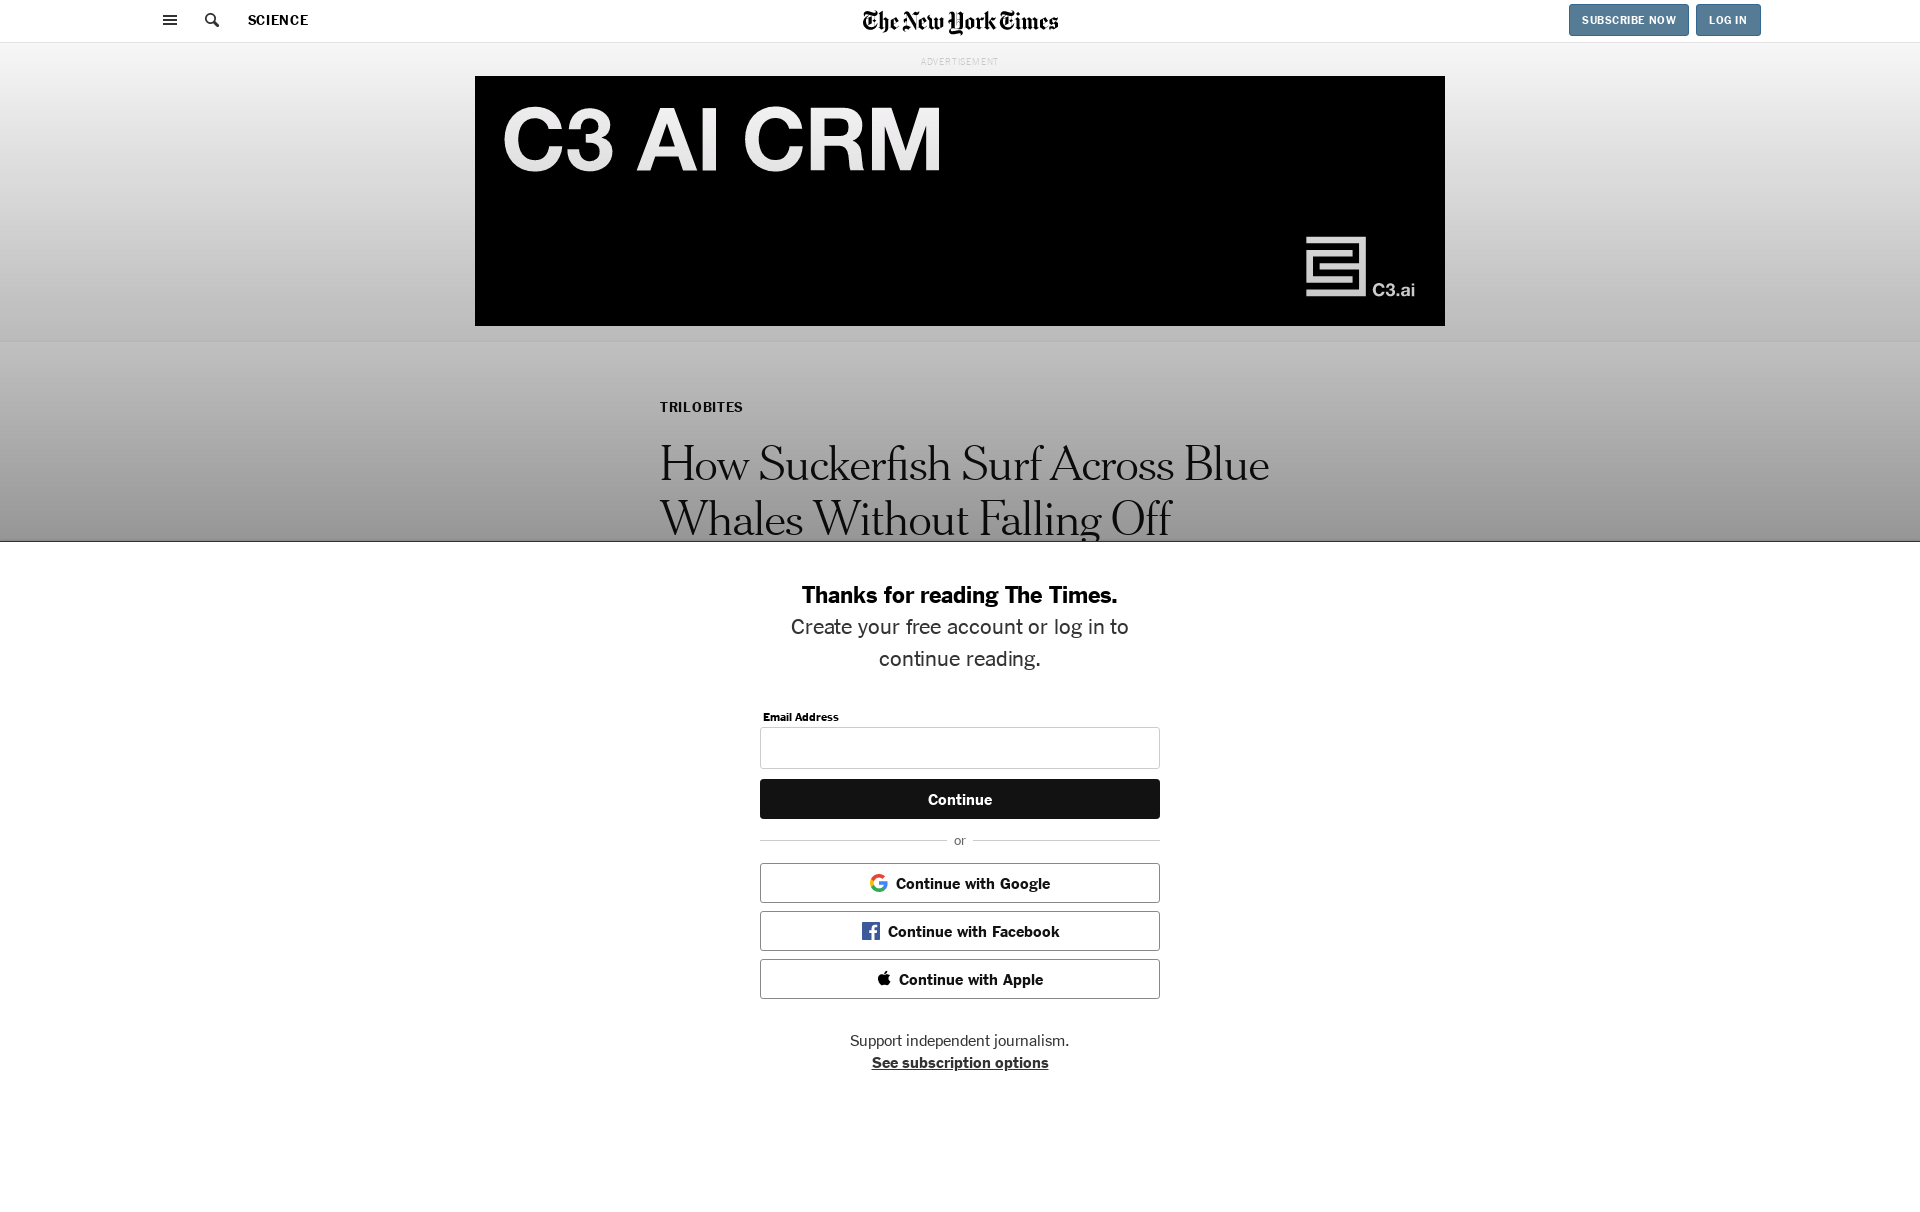 SCIENCE
The New York Times
SUBSCRIBE NOW
LOG IN
ADVERTISEMENT
C3 AI CRM
C3.ai
TRILOBITES
How Suckerfish Surf Across Blue
Whales Without Falling Off
Thanks for reading The Times.
Create your free account or log in to
continue reading.
Email Address
Continue
or
Continue with Google
Continue with Facebook
Continue with Apple
Support independent journalism.
See subscription options